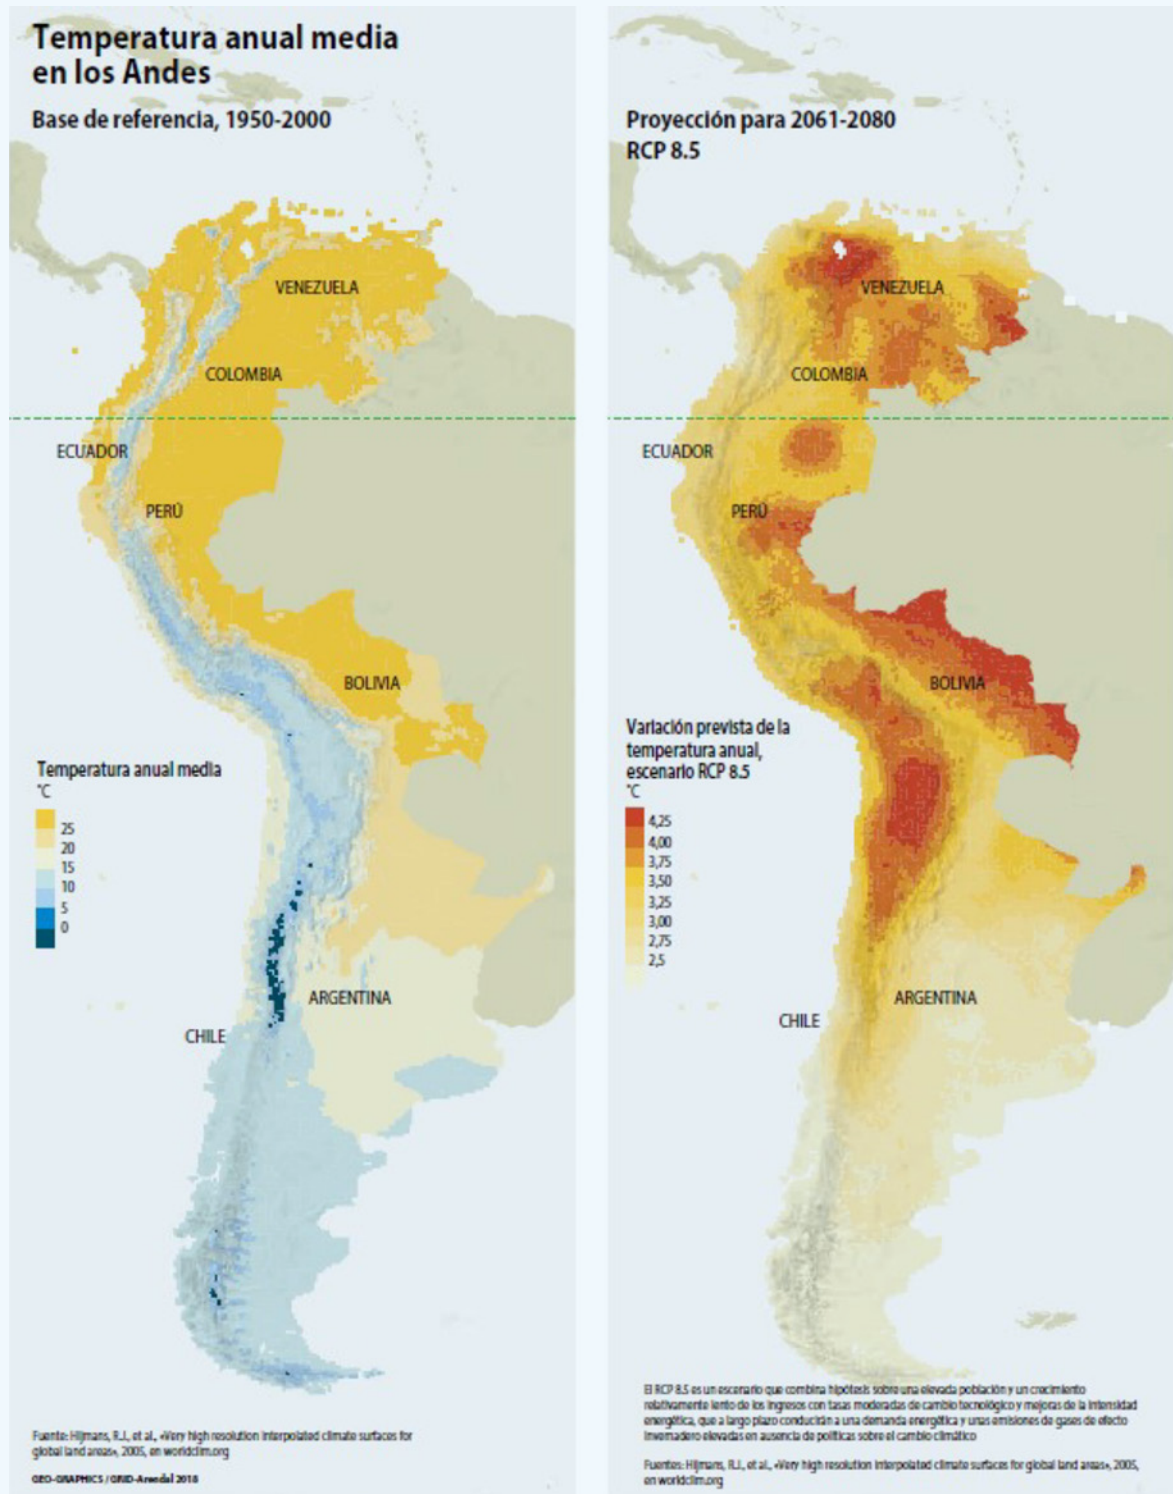 Temperatura anual media
en los Andes
Base de referencia, 1950-2000
VENEZUELA
COLOMBIA
ECUADOR
PERÚ
BOLIVIA
Temperatura anual media
°C
25
20
15
10
5
0
ARGENTINA
CHILE
Fuente: Hijmans, R.J., et al., «Very high resolution interpolated climate surfaces for
global land areas», 2005, en worldclim.org
GEO-GRAPHICS / GRID-Arendal 2018
Proyección para 2061-2080
RCP 8.5
VENEZUELA
COLOMBIA
ECUADOR
PERÚ
BOLIVIA
Variación prevista de la
temperatura anual,
escenario RCP 8.5
°C
4,25
4,00
3,75
3,50
3,25
3,00
2,75
2,5
ARGENTINA
CHILE
El RCP 8.5 es un escenario que combina hipótesis sobre una elevada población y un crecimiento
relativamente lento de los ingresos con tasas moderadas de cambio tecnológico y mejoras de la intensidad
energética, que a largo plazo conducirán a una demanda energética y unas emisiones de gases de efecto
invernadero elevadas en ausencia de políticas sobre el cambio climático
Fuentes: Hijmans, R.J., et al., «Very high resolution interpolated climate surfaces for global land areas», 2005,
en worldclim.org